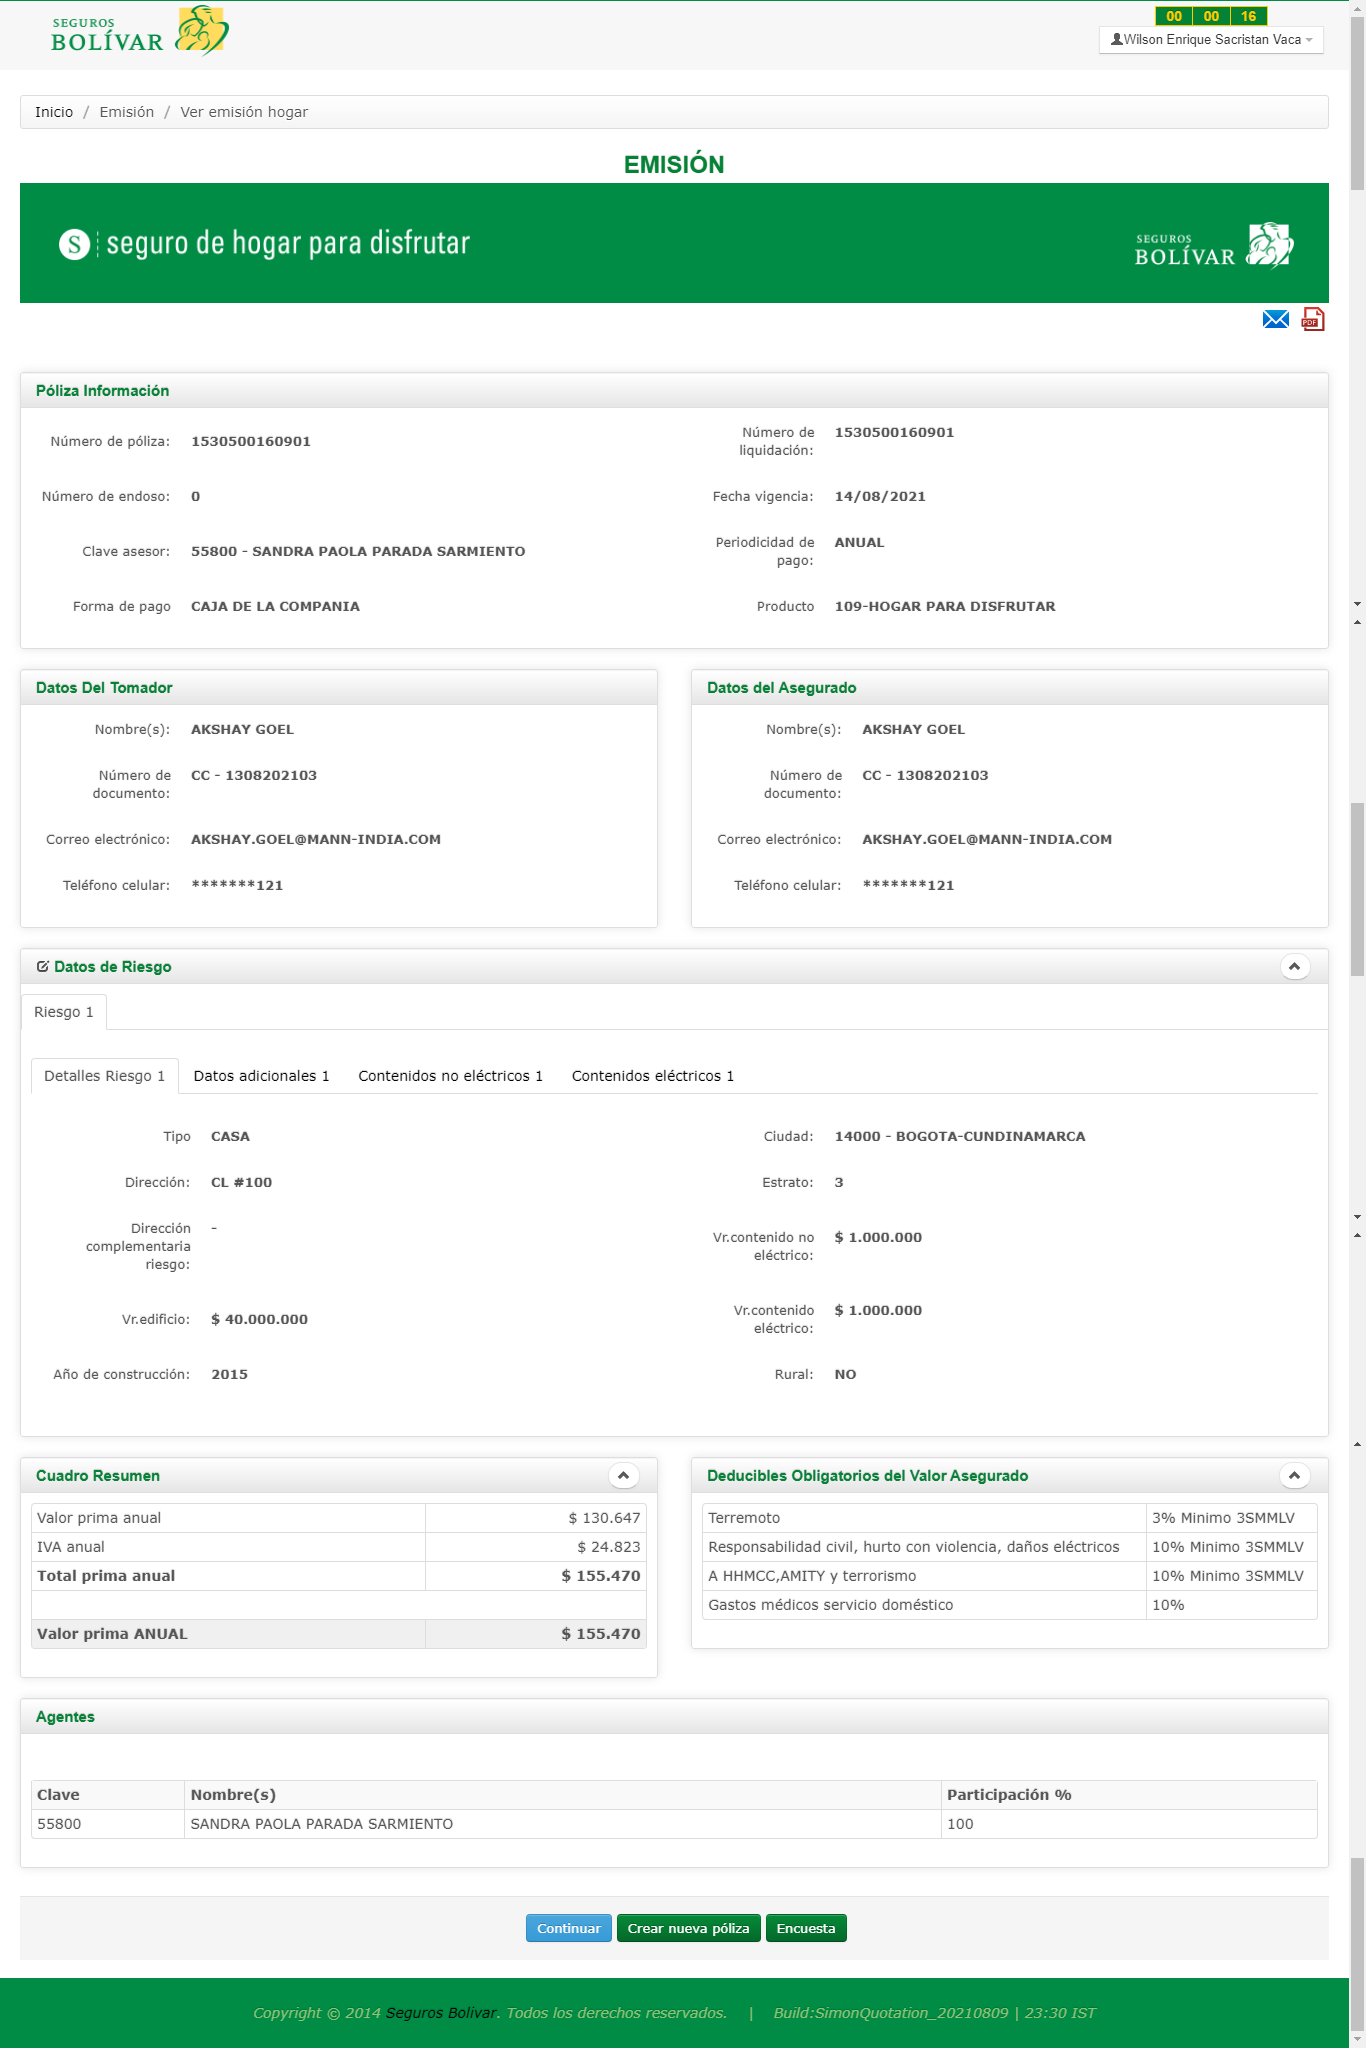 SEGUROS
BOLÍVAR
00 00 16
Wilson Enrique Sacristan Vaca
Inicio / Emisión / Ver emisión hogar
EMISIÓN
S seguro de hogar para disfrutar
SEGUROS
BOLÍVAR
PDF
Póliza Información
Número de póliza: 1530500160901
Número de liquidación: 1530500160901
Número de endoso: 0
Fecha vigencia: 14/08/2021
Clave asesor: 55800 - SANDRA PAOLA PARADA SARMIENTO
Periodicidad de pago: ANUAL
Forma de pago CAJA DE LA COMPANIA
Producto 109-HOGAR PARA DISFRUTAR
Datos Del Tomador
Nombre(s): AKSHAY GOEL
Número de documento: CC - 1308202103
Correo electrónico: AKSHAY.GOEL@MANN-INDIA.COM
Teléfono celular: *******121
Datos del Asegurado
Nombre(s): AKSHAY GOEL
Número de documento: CC - 1308202103
Correo electrónico: AKSHAY.GOEL@MANN-INDIA.COM
Teléfono celular: *******121
Datos de Riesgo
Riesgo 1
Detalles Riesgo 1 Datos adicionales 1 Contenidos no eléctricos 1 Contenidos eléctricos 1
Tipo CASA
Ciudad: 14000 - BOGOTA-CUNDINAMARCA
Dirección: CL #100
Estrato: 3
Dirección complementaria riesgo: -
Vr.contenido no eléctrico: $ 1.000.000
Vr.edificio: $ 40.000.000
Vr.contenido eléctrico: $ 1.000.000
Año de construcción: 2015
Rural: NO
Cuadro Resumen
Valor prima anual $ 130.647
IVA anual $ 24.823
Total prima anual $ 155.470
Valor prima ANUAL $ 155.470
Deducibles Obligatorios del Valor Asegurado
Terremoto 3% Minimo 3SMMLV
Responsabilidad civil, hurto con violencia, daños eléctricos 10% Minimo 3SMMLV
A HHMCC,AMITY y terrorismo 10% Minimo 3SMMLV
Gastos médicos servicio doméstico 10%
Agentes
Clave Nombre(s) Participación %
55800 SANDRA PAOLA PARADA SARMIENTO 100
Continuar Crear nueva póliza Encuesta
Copyright © 2014 Seguros Bolivar. Todos los derechos reservados. | Build:SimonQuotation_20210809 | 23:30 IST